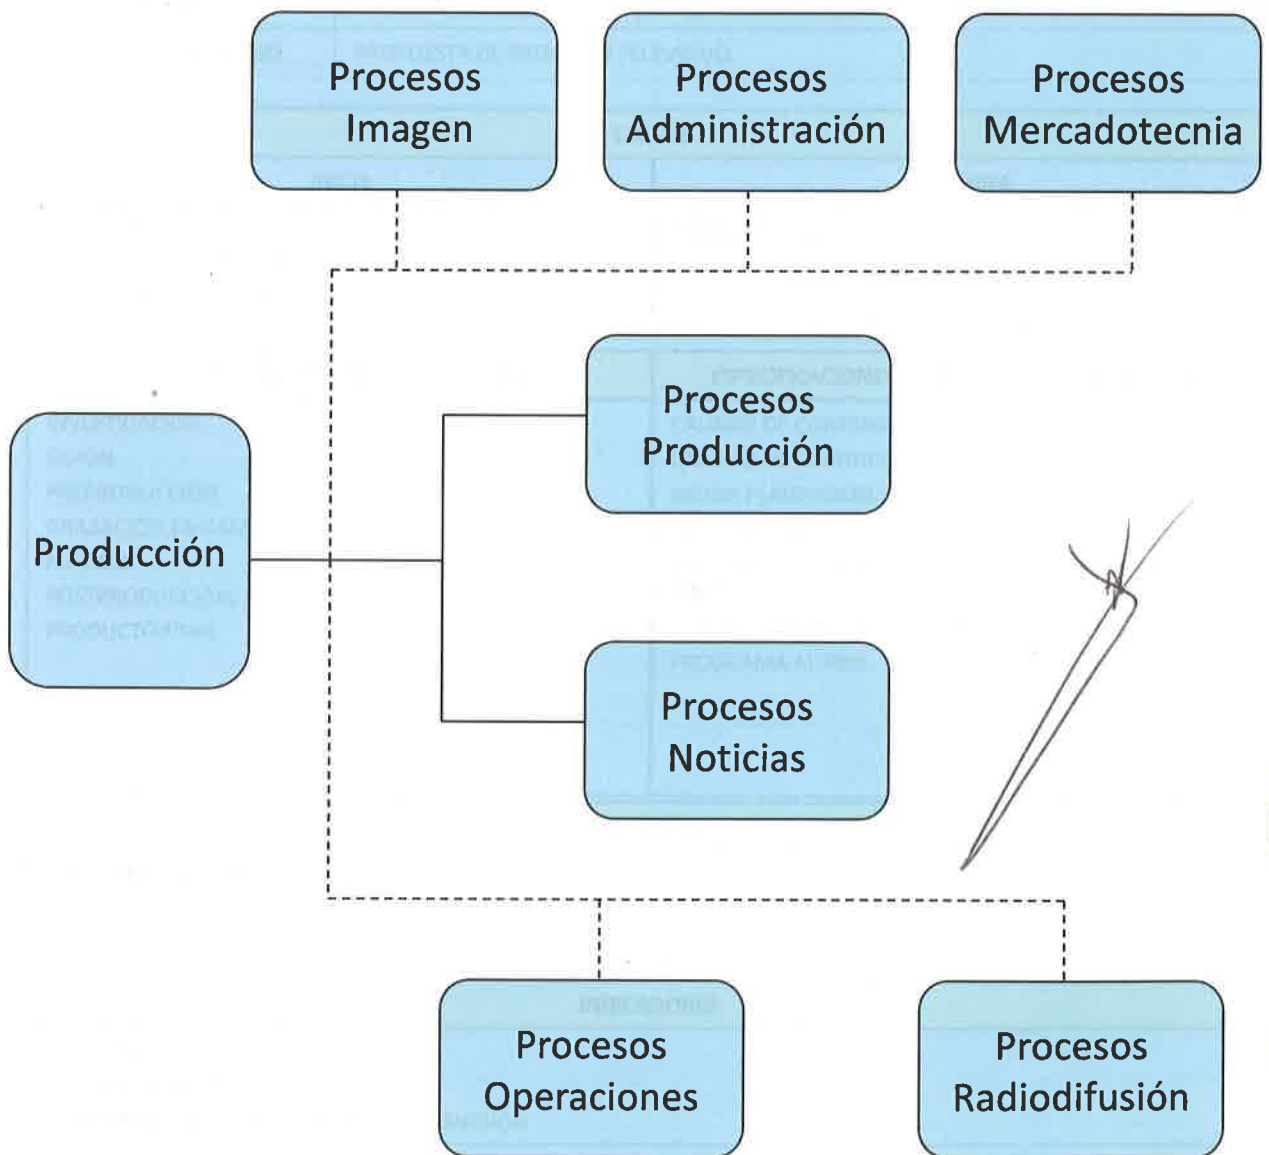 Procesos
Imagen
Procesos
Administración
Procesos
Mercadotecnia
Procesos
Producción
Producción
Procesos
Noticias
Procesos
Operaciones
Procesos
Radiodifusión